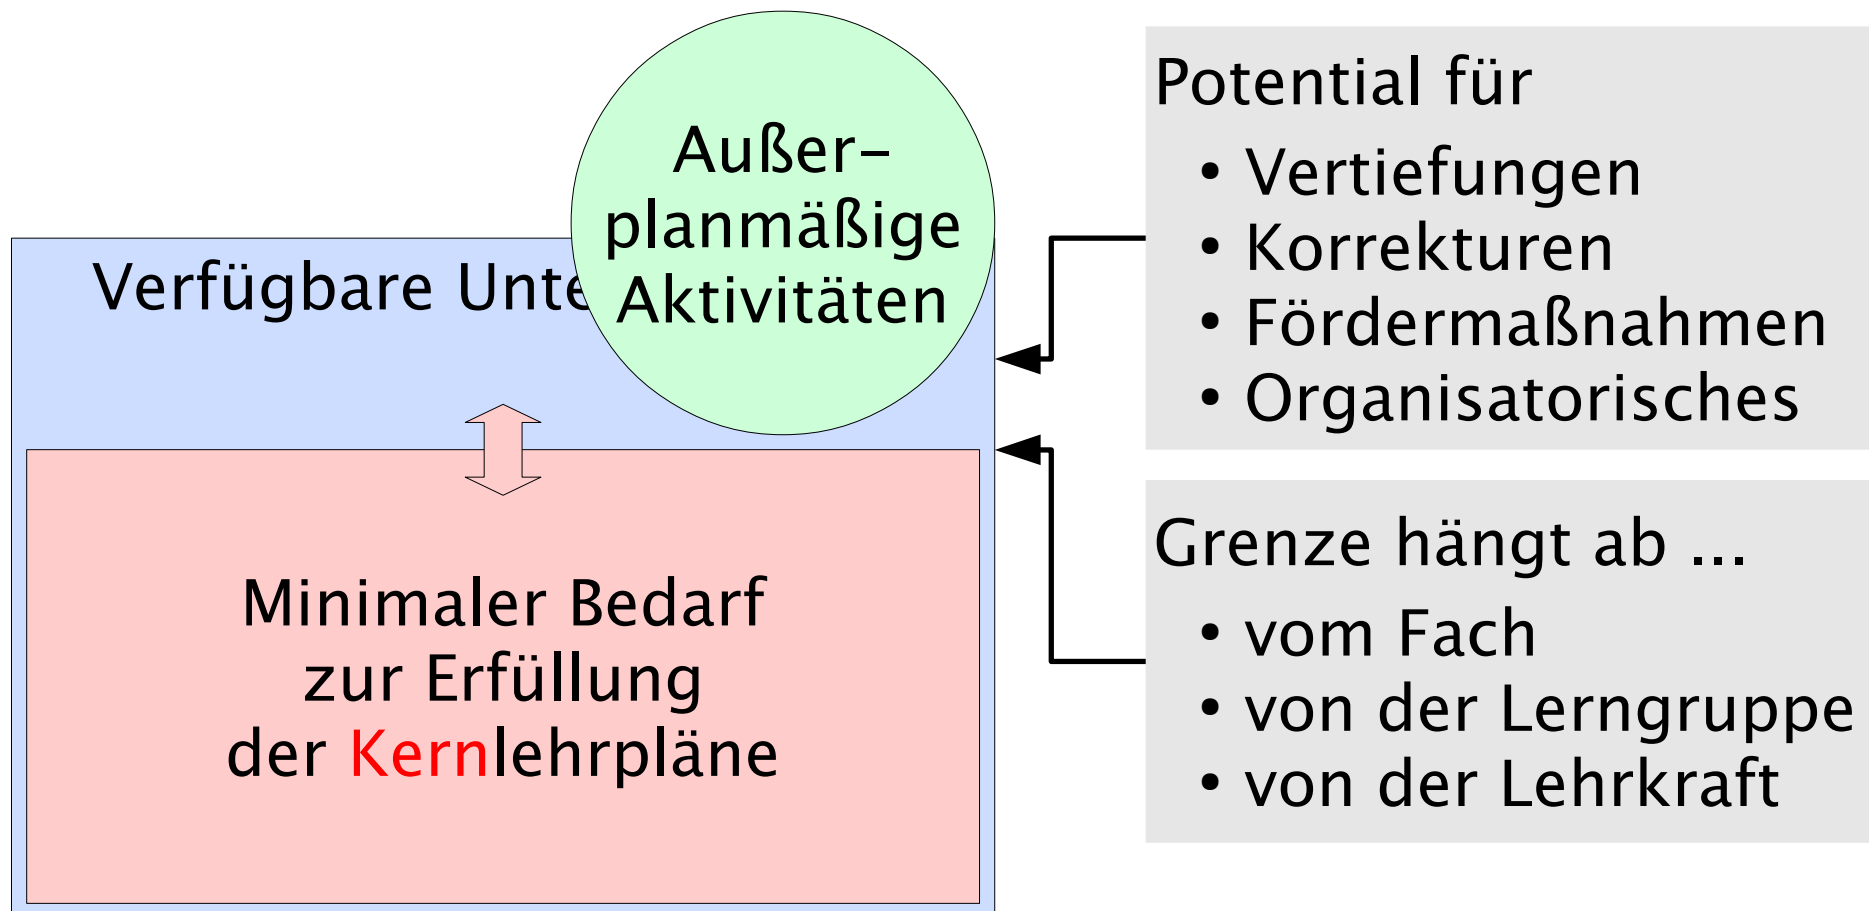 Außer-
planmäßige
Aktivitäten
Verfügbare
Minimaler Bedarf
zur Erfüllung
der Kernlehrpläne
Potential für
• Vertiefungen
• Korrekturen
• Fördermaßnahmen
• Organisatorisches
Grenze hängt ab ...
• vom Fach
• von der Lerngruppe
• von der Lehrkraft